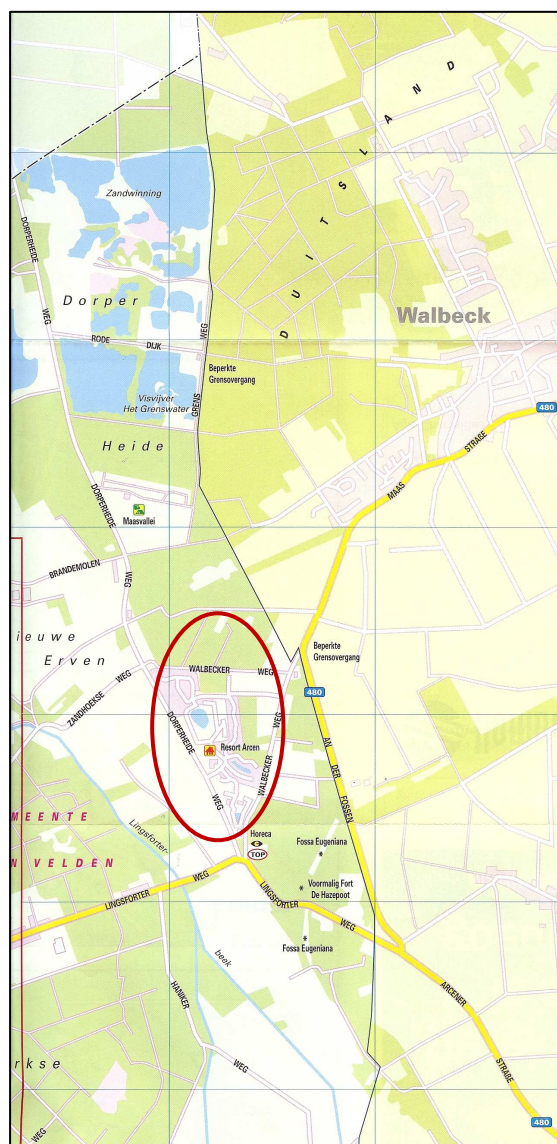 DUITSLAND
Zandwinning
DORPERHEIDE
WEG
Dorper
Walbeck
RODE DIJK
GRENS WEG
Beperkte
Grensovergang
Visvijver
Het Grenswater
480
MAAS STRAßE
Heide
DORPERHEIDE
WEG
Maasvallei
BRANDEMOLEN
ieuwe
Erven
Beperkte
Grensovergang
WALBECKER WEG
ZANDHOEKSE WEG
480
DORPERHEIDE
WEG
Resort Arcen
WALBECKER WEG
AN DER FOSSEN
MEENTE
N VELDEN
Lingsforter
beek
Horeca
TOP
Fossa Eugeniana
Voormalig Fort
De Hazepoot
LINGSFORTER WEG
LINGSFORTER WEG
Fossa Eugeniana
HANIKER
WEG
ARCENER STRAßE
rkse
WEG
480